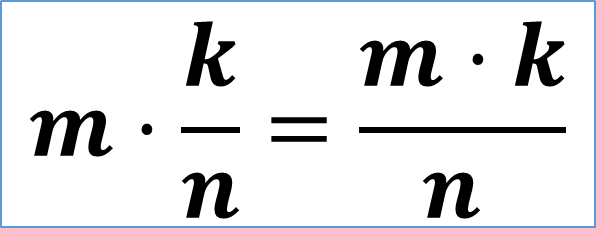 m · k/n = m · k/n